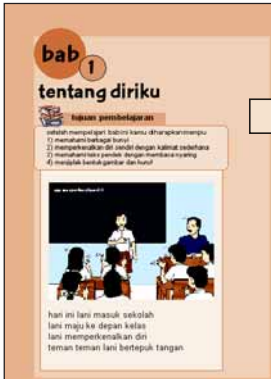 bab
1
tentang diriku
tujuan pembelajaran
setelah mempelajari bab ini kamu diharapkan mampu
1) memahami berbagai bunyi
2) memperkenalkan diri sendiri dengan kalimat sederhana
3) memahami teks pendek dengan membaca nyaring
4) menjiplak bentuk gambar dan huruf
hari ini lani masuk sekolah
lani maju ke depan kelas
lani memperkenalkan diri
teman teman lani bertepuk tangan